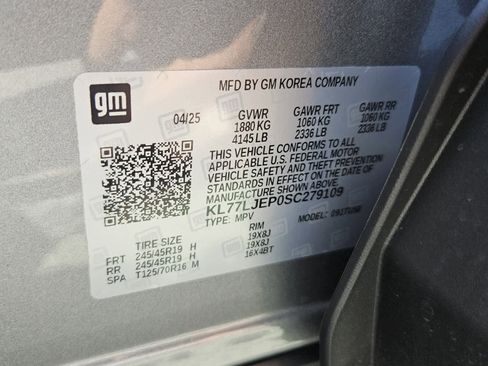 gm
MFD BY GM KOREA COMPANY
04/25 GVWR GAWR FRT GAWR RR
1880 KG 1060 KG 1060 KG
4145 LB 2336 LB 2336 LB
THIS VEHICLE CONFORMS TO ALL
APPLICABLE U.S. FEDERAL MOTOR
VEHICLE SAFETY AND THEFT PREVENTION
STANDARDS IN EFFECT ON THE DATE OF
MANUFACTURE SHOWN ABOVE.
KL77LJEP0SC279109
TYPE: MPV MODEL:
TIRE SIZE RIM
FRT 245/45R19 H 19X8J
RR 245/45R19 H 19X8J
SPA T125/70R16 M 16X4BT